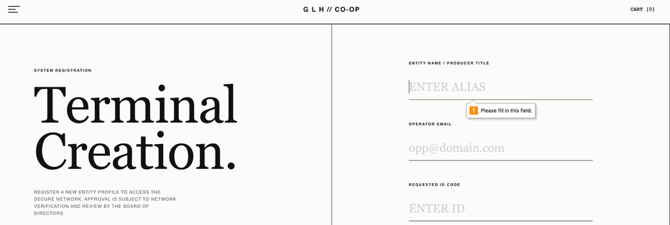 G L H // CO-OP
CART [0]
SYSTEM REGISTRATION
Terminal
Creation.
REGISTER A NEW ENTITY PROFILE TO ACCESS THE
SECURE NETWORK. APPROVAL IS SUBJECT TO NETWORK
VERIFICATION AND REVIEW BY THE BOARD OF
DIRECTORS.
ENTITY NAME / PRODUCER TITLE
ENTER ALIAS
Please fill in this field.
OPERATOR EMAIL
opp@domain.com
REQUESTED ID CODE
ENTER ID